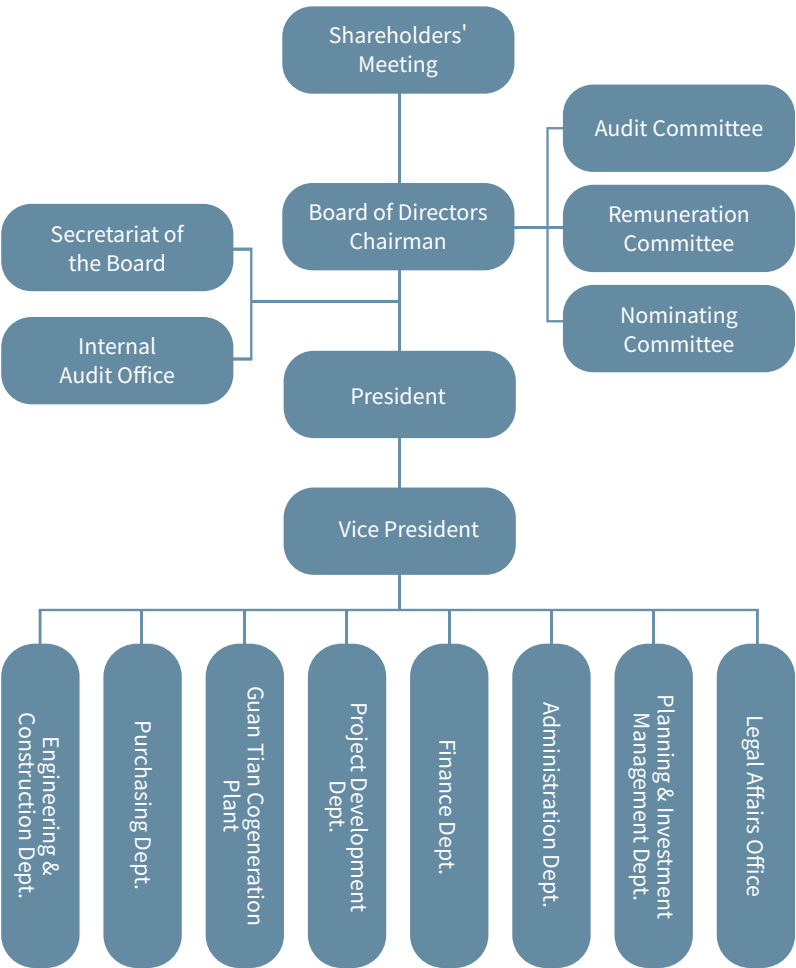 Shareholders'
Meeting
Audit Committee
Board of Directors
Chairman
Remuneration
Committee
Secretariat of
the Board
Nominating
Committee
Internal
Audit Office
President
Vice President
Engineering &
Construction Dept.
Purchasing Dept.
Guan Tian Cogeneration
Plant
Project Development
Dept.
Finance Dept.
Administration Dept.
Planning & Investment
Management Dept.
Legal Affairs Office